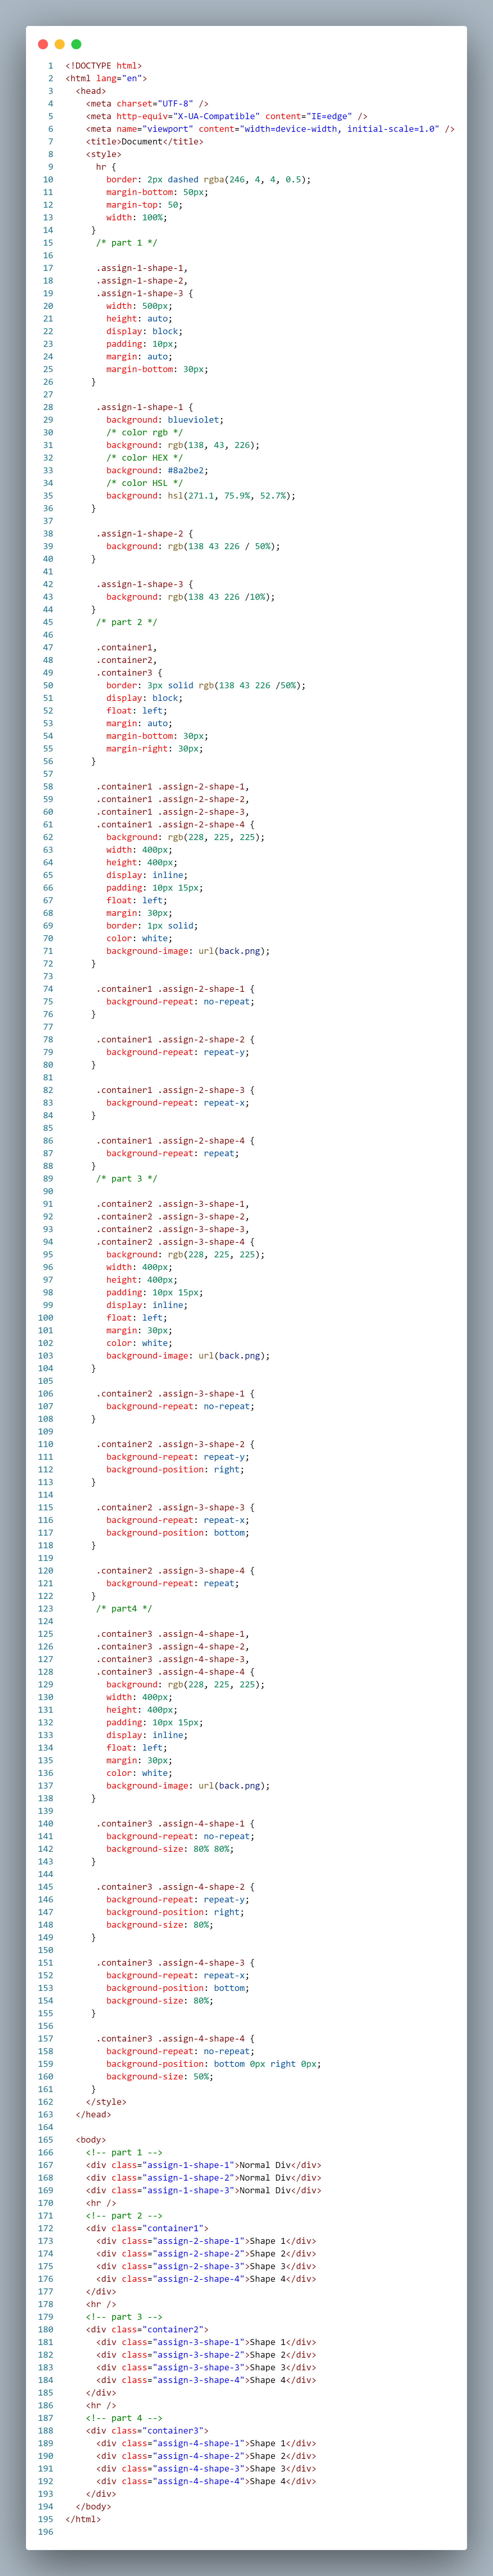 1 <!DOCTYPE html>
2 <html lang="en">
3   <head>
4     <meta charset="UTF-8" />
5     <meta http-equiv="X-UA-Compatible" content="IE=edge" />
6     <meta name="viewport" content="width=device-width, initial-scale=1.0" />
7     <title>Document</title>
8     <style>
9       hr {
10         border: 2px dashed rgba(246, 4, 4, 0.5);
11         margin-bottom: 50px;
12         margin-top: 50;
13         width: 100%;
14      }
15       /* part 1 */
16
17       .assign-1-shape-1,
18       .assign-1-shape-2,
19       .assign-1-shape-3 {
20         width: 500px;
21         height: auto;
22         display: block;
23         padding: 10px;
24         margin: auto;
25         margin-bottom: 30px;
26      }
27
28       .assign-1-shape-1 {
29         background: blueviolet;
30         /* color rgb */
31         background: rgb(138, 43, 226);
32         /* color HEX */
33         background: #8a2be2;
34         /* color HSL */
35         background: hsl(271.1, 75.9%, 52.7%);
36      }
37
38       .assign-1-shape-2 {
39         background: rgb(138 43 226 / 50%);
40      }
41
42       .assign-1-shape-3 {
43         background: rgb(138 43 226 /10%);
44      }
45       /* part 2 */
46
47       .container1,
48       .container2,
49       .container3 {
50         border: 3px solid rgb(138 43 226 /50%);
51         display: block;
52         float: left;
53         margin: auto;
54         margin-bottom: 30px;
55         margin-right: 30px;
56      }
57
58       .container1 .assign-2-shape-1,
59       .container1 .assign-2-shape-2,
60       .container1 .assign-2-shape-3,
61       .container1 .assign-2-shape-4 {
62         background: rgb(228, 225, 225);
63         width: 400px;
64         height: 400px;
65         display: inline;
66         padding: 10px 15px;
67         float: left;
68         margin: 30px;
69         border: 1px solid;
70         color: white;
71         background-image: url(back.png);
72      }
73
74       .container1 .assign-2-shape-1 {
75         background-repeat: no-repeat;
76      }
77
78       .container1 .assign-2-shape-2 {
79         background-repeat: repeat-y;
80      }
81
82       .container1 .assign-2-shape-3 {
83         background-repeat: repeat-x;
84      }
85
86       .container1 .assign-2-shape-4 {
87         background-repeat: repeat;
88      }
89       /* part 3 */
90
91       .container2 .assign-3-shape-1,
92       .container2 .assign-3-shape-2,
93       .container2 .assign-3-shape-3,
94       .container2 .assign-3-shape-4 {
95         background: rgb(228, 225, 225);
96         width: 400px;
97         height: 400px;
98         padding: 10px 15px;
99         display: inline;
100         float: left;
101         margin: 30px;
102         color: white;
103         background-image: url(back.png);
104      }
105
106       .container2 .assign-3-shape-1 {
107         background-repeat: no-repeat;
108      }
109
110       .container2 .assign-3-shape-2 {
111         background-repeat: repeat-y;
112         background-position: right;
113      }
114
115       .container2 .assign-3-shape-3 {
116         background-repeat: repeat-x;
117         background-position: bottom;
118      }
119
120       .container2 .assign-3-shape-4 {
121         background-repeat: repeat;
122      }
123       /* part4 */
124
125       .container3 .assign-4-shape-1,
126       .container3 .assign-4-shape-2,
127       .container3 .assign-4-shape-3,
128       .container3 .assign-4-shape-4 {
129         background: rgb(228, 225, 225);
130         width: 400px;
131         height: 400px;
132         padding: 10px 15px;
133         display: inline;
134         float: left;
135         margin: 30px;
136         color: white;
137         background-image: url(back.png);
138      }
139
140       .container3 .assign-4-shape-1 {
141         background-repeat: no-repeat;
142         background-size: 80% 80%;
143      }
144
145       .container3 .assign-4-shape-2 {
146         background-repeat: repeat-y;
147         background-position: right;
148         background-size: 80%;
149      }
150
151       .container3 .assign-4-shape-3 {
152         background-repeat: repeat-x;
153         background-position: bottom;
154         background-size: 80%;
155      }
156
157       .container3 .assign-4-shape-4 {
158         background-repeat: no-repeat;
159         background-position: bottom 0px right 0px;
160         background-size: 50%;
161      }
162     </style>
163   </head>
164
165   <body>
166     <!-- part 1 -->
167     <div class="assign-1-shape-1">Normal Div</div>
168     <div class="assign-1-shape-2">Normal Div</div>
169     <div class="assign-1-shape-3">Normal Div</div>
170     <hr />
171     <!-- part 2 -->
172     <div class="container1">
173       <div class="assign-2-shape-1">Shape 1</div>
174       <div class="assign-2-shape-2">Shape 2</div>
175       <div class="assign-2-shape-3">Shape 3</div>
176       <div class="assign-2-shape-4">Shape 4</div>
177     </div>
178     <hr />
179     <!-- part 3 -->
180     <div class="container2">
181       <div class="assign-3-shape-1">Shape 1</div>
182       <div class="assign-3-shape-2">Shape 2</div>
183       <div class="assign-3-shape-3">Shape 3</div>
184       <div class="assign-3-shape-4">Shape 4</div>
185     </div>
186     <hr />
187     <!-- part 4 -->
188     <div class="container3">
189       <div class="assign-4-shape-1">Shape 1</div>
190       <div class="assign-4-shape-2">Shape 2</div>
191       <div class="assign-4-shape-3">Shape 3</div>
192       <div class="assign-4-shape-4">Shape 4</div>
193     </div>
194   </body>
195 </html>
196